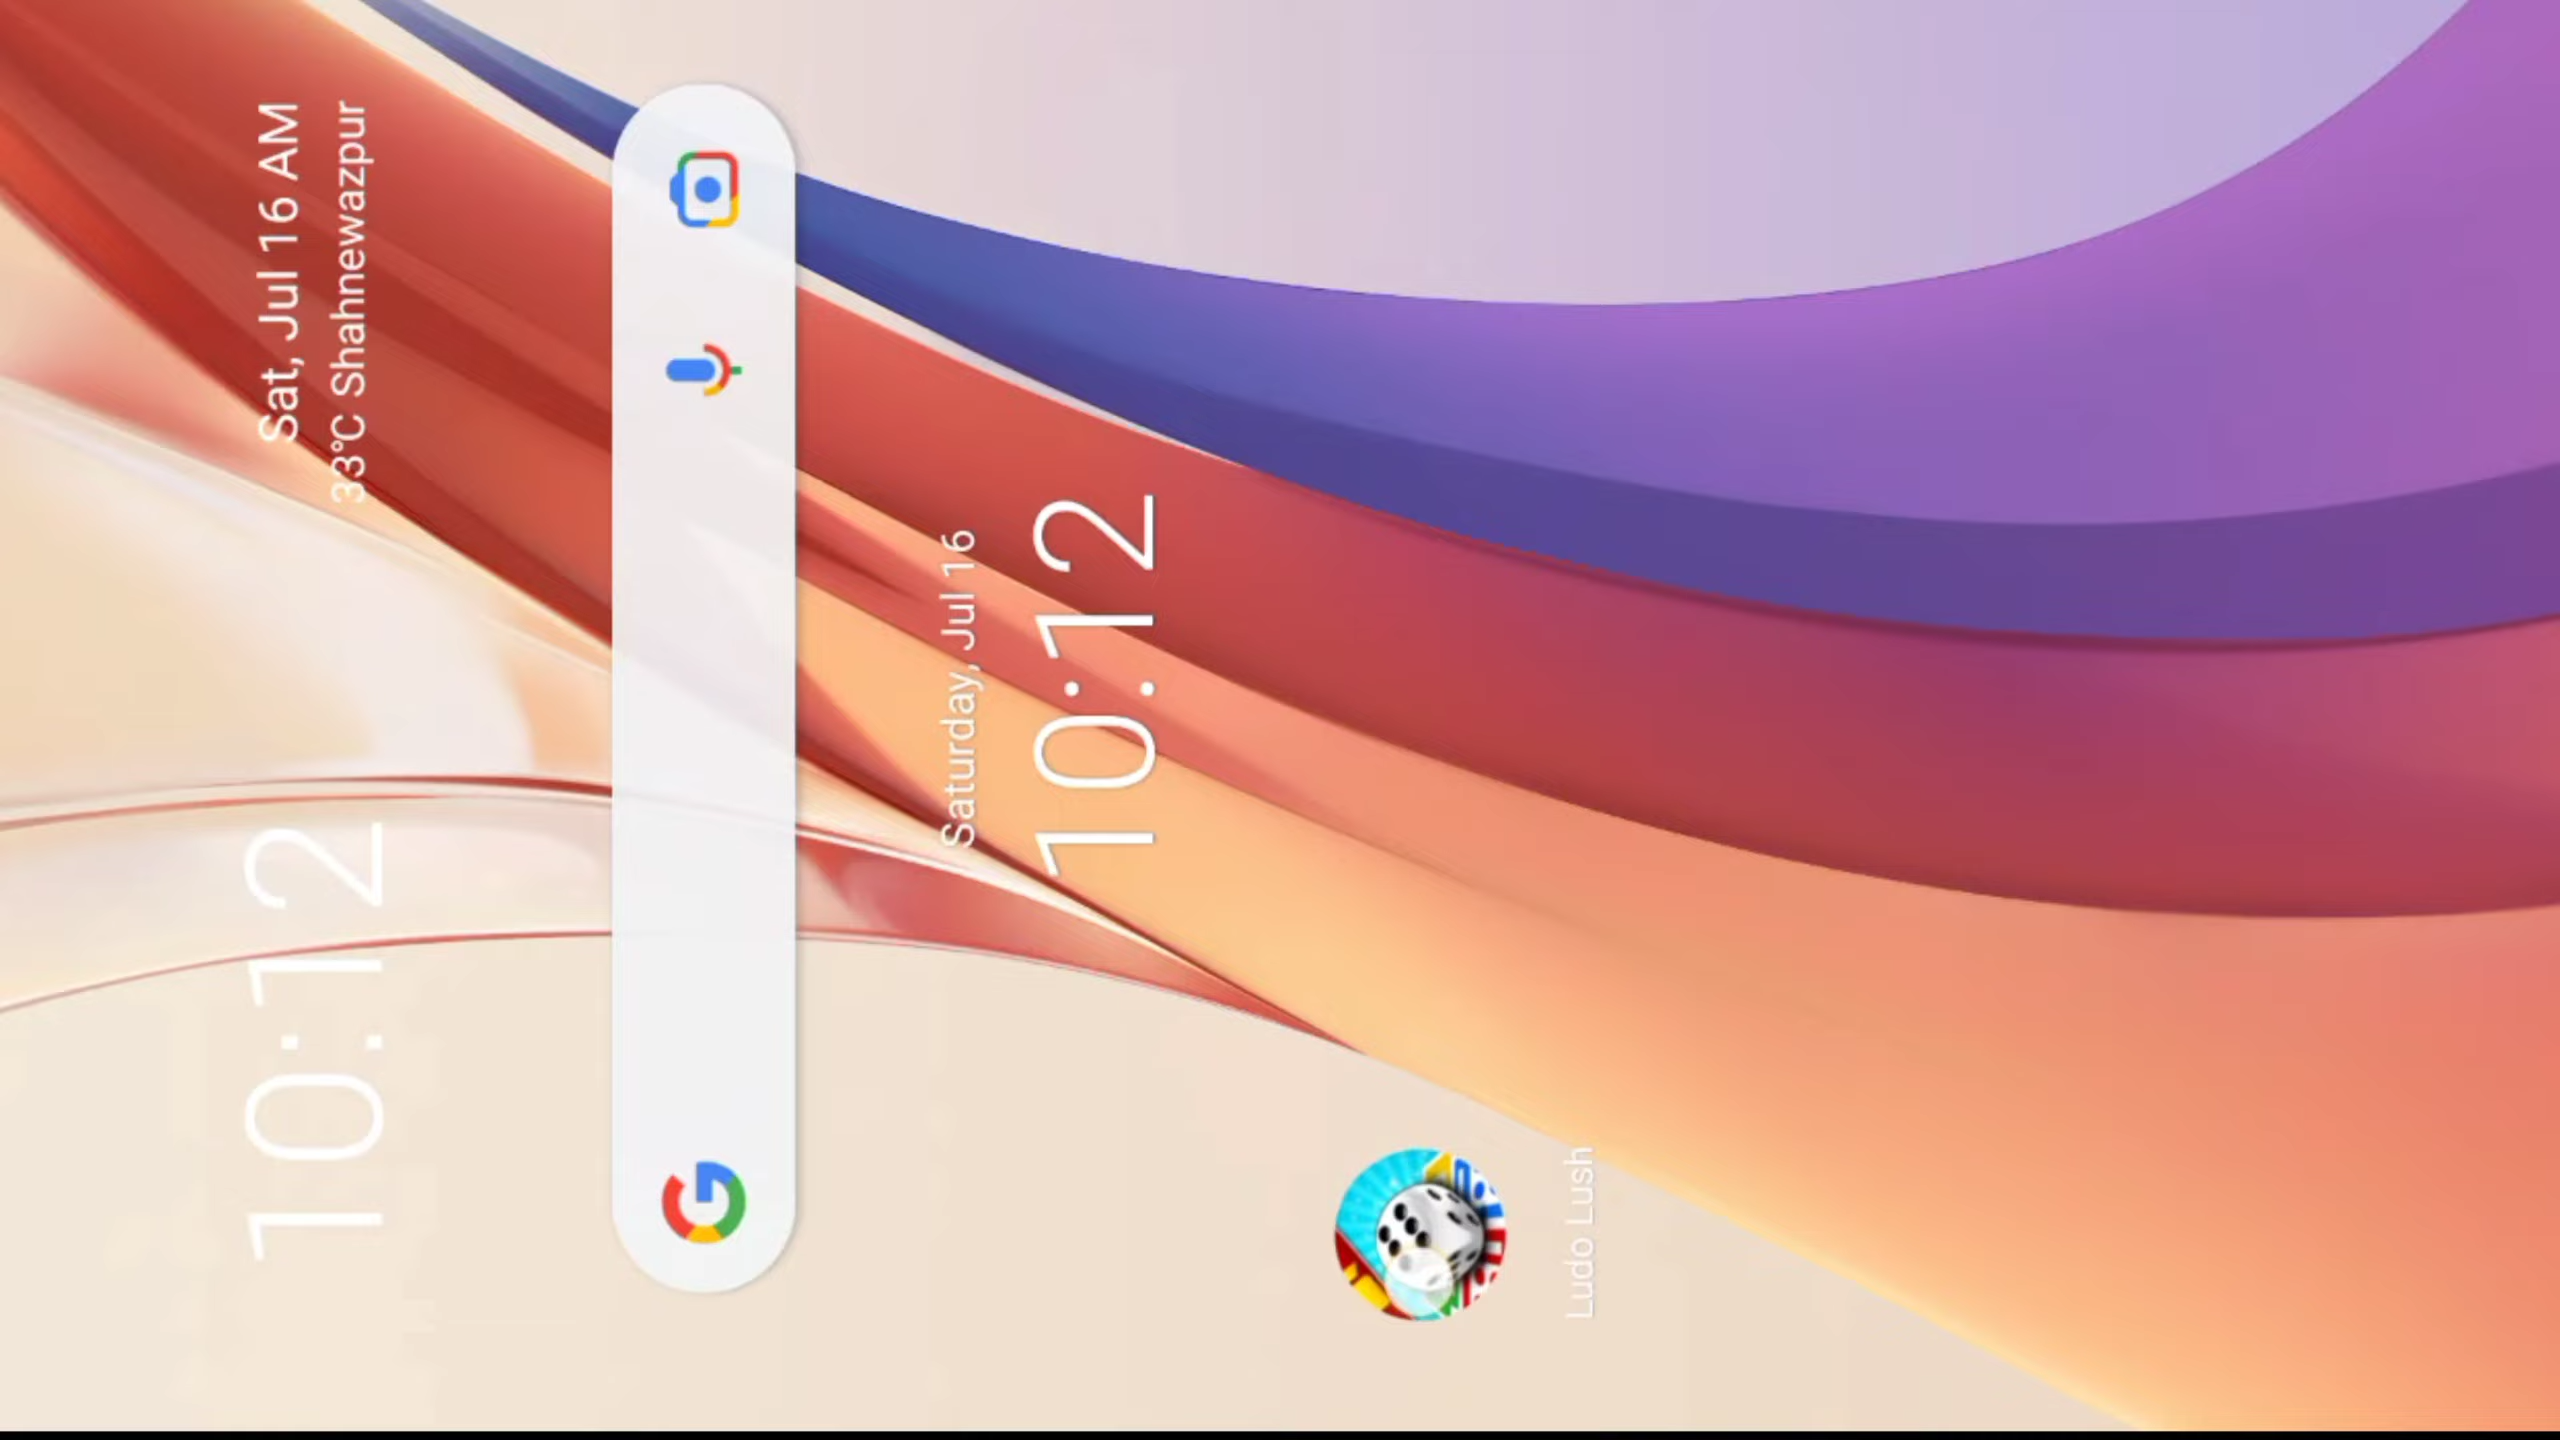 10:12
Sat, Jul 16 AM
33°C Shahnewazpur
Saturday, Jul 16
10:12
Ludo Lush